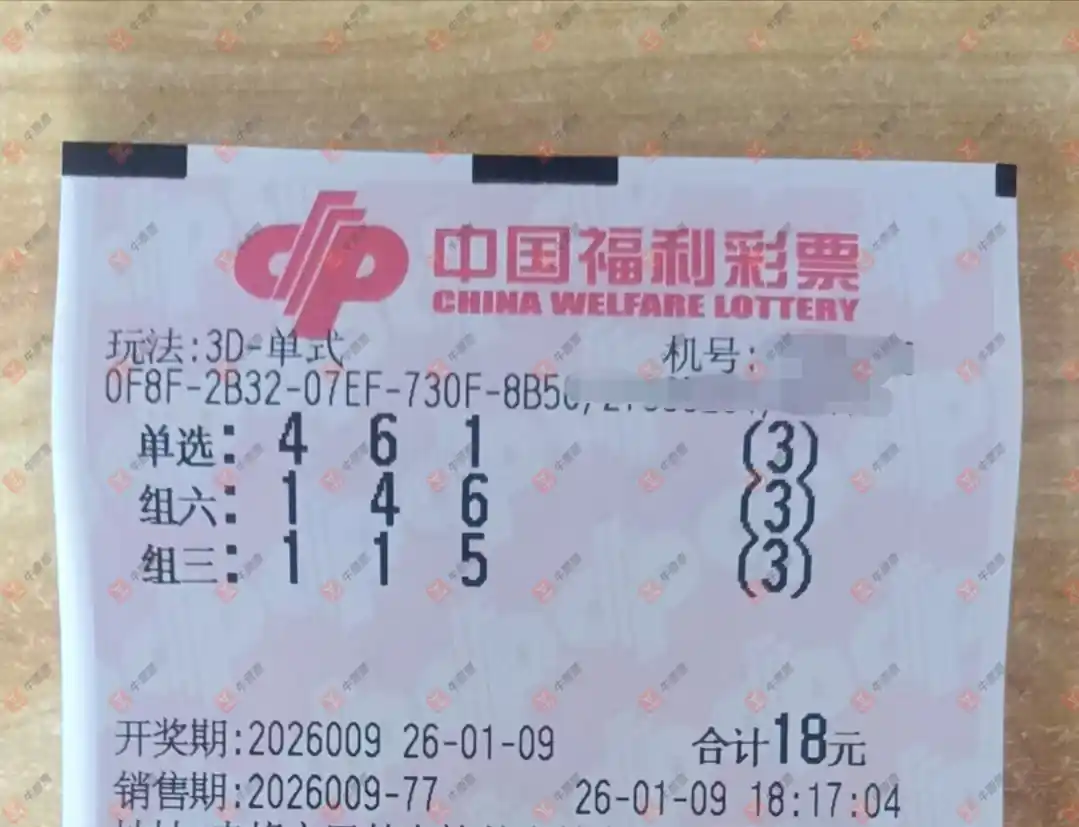 中国福利彩票
CHINA WELFARE LOTTERY
玩法:3D-单式 机号:
0F8F-2B32-07EF-730F-8B5
单选: 4 6 1 (3)
组六: 1 4 6 (3)
组三: 1 1 5 (3)
开奖期:2026009 26-01-09 合计18元
销售期:2026009-77 26-01-09 18:17:04